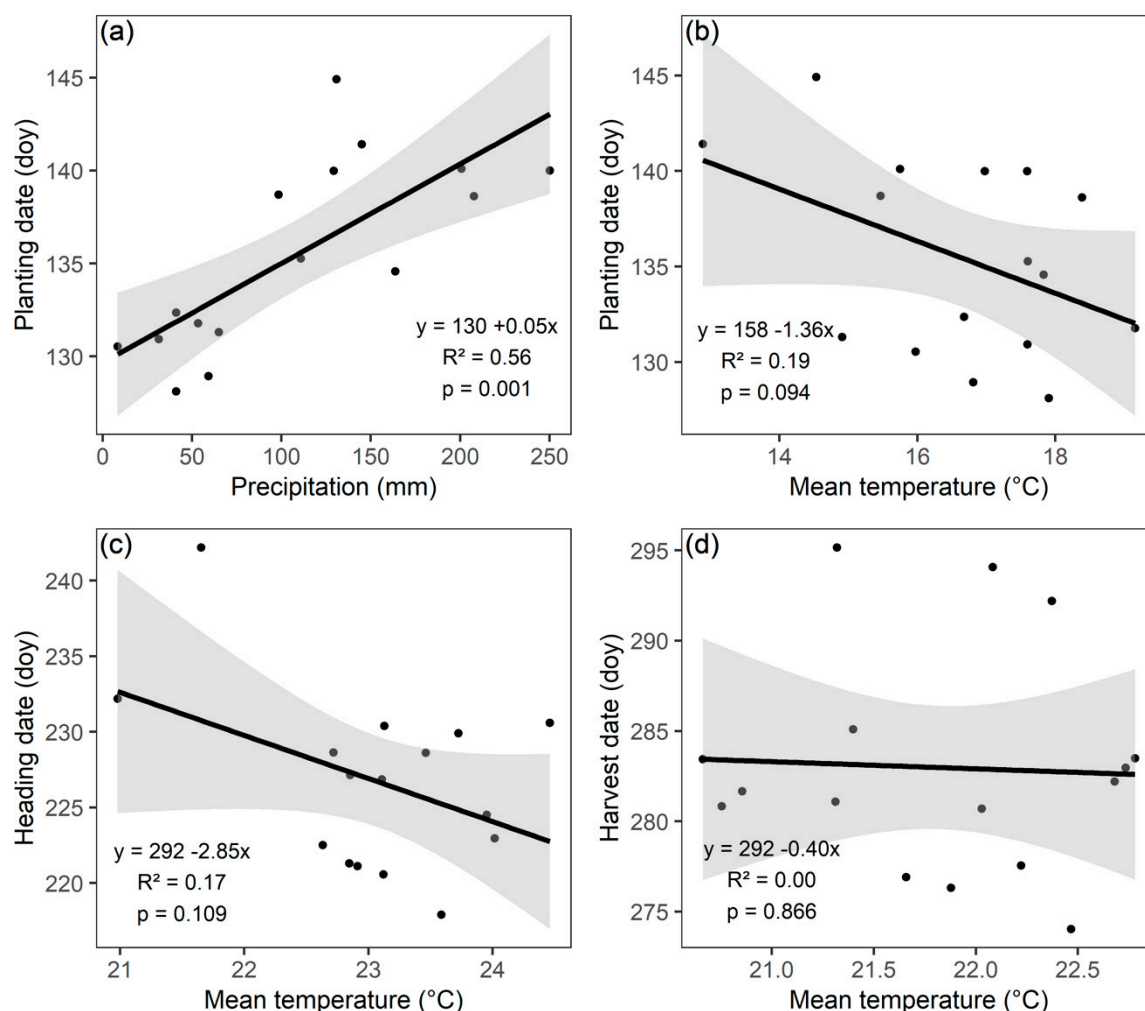 (a)
Planting date (doy)
145
140
135
130
y = 130 +0.05x
R² = 0.56
p = 0.001
0 50 100 150 200 250
Precipitation (mm)
(b)
Planting date (doy)
145
140
135
130
y = 158 -1.36x
R² = 0.19
p = 0.094
14 16 18
Mean temperature (°C)
(c)
Heading date (doy)
240
235
230
225
220
y = 292 -2.85x
R² = 0.17
p = 0.109
21 22 23 24
Mean temperature (°C)
(d)
Harvest date (doy)
295
290
285
280
275
y = 292 -0.40x
R² = 0.00
p = 0.866
21.0 21.5 22.0 22.5
Mean temperature (°C)